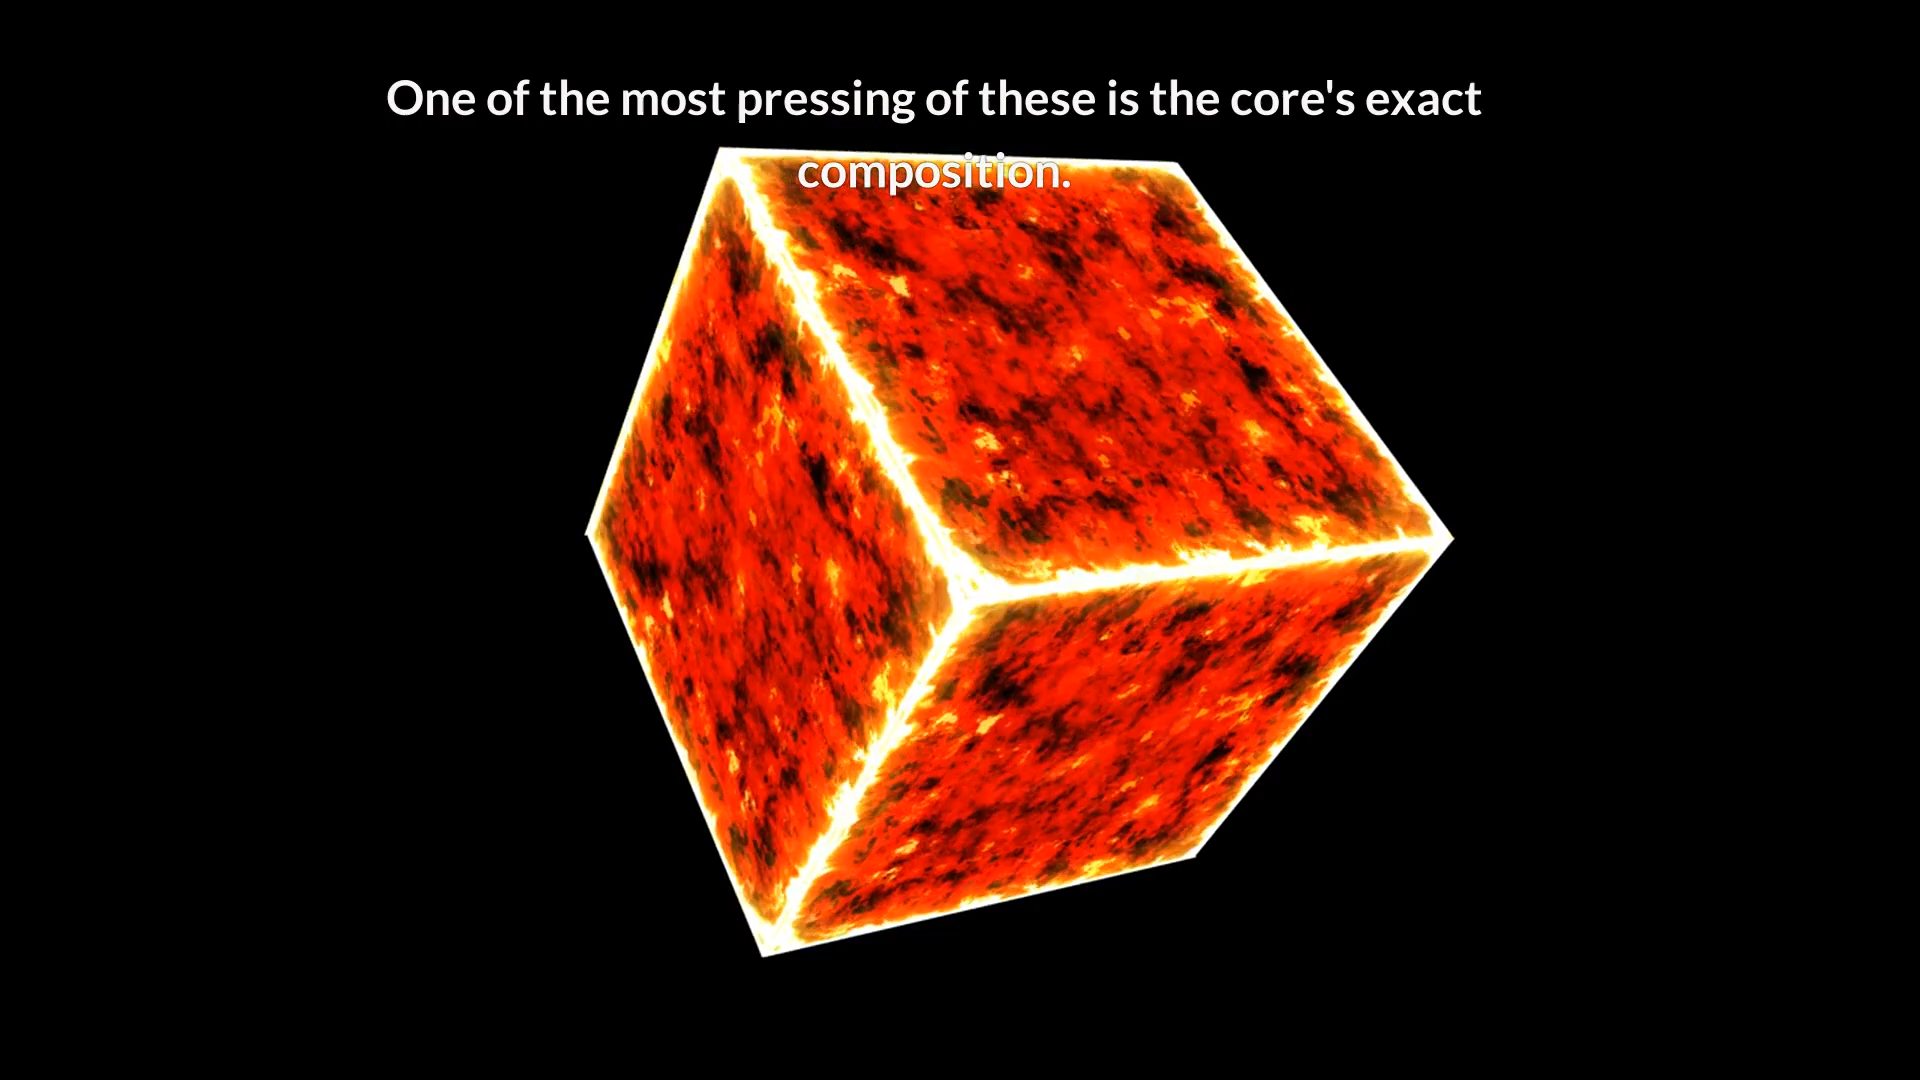 One of the most pressing of these is the core's exact
composition.